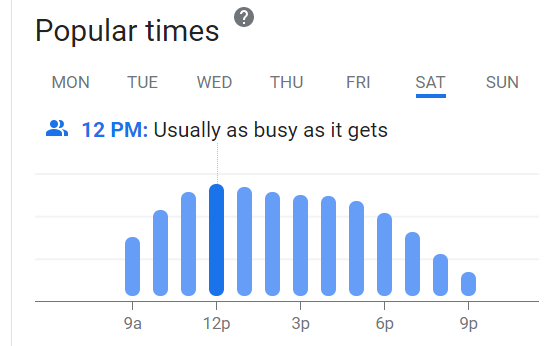 Popular times ?
MON TUE WED THU FRI SAT SUN
12 PM: Usually as busy as it gets
9a 12p 3p 6p 9p